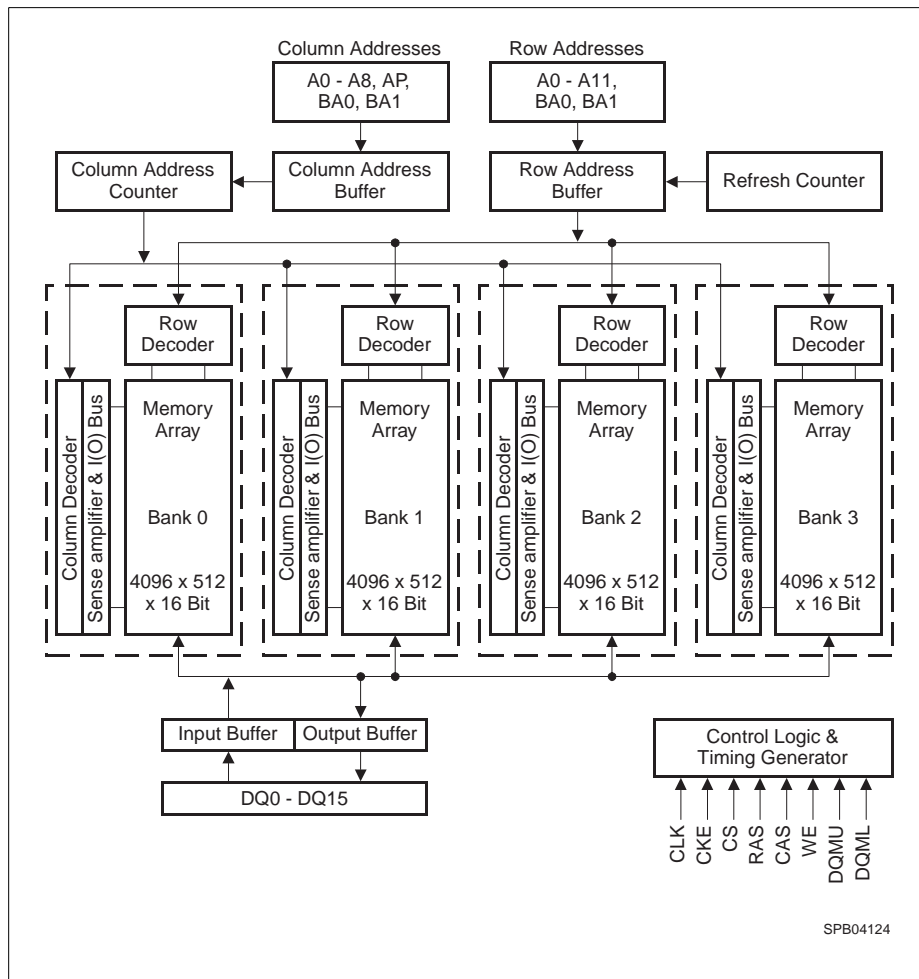 Column Addresses
Row Addresses
A0 - A8, AP,
BA0, BA1
A0 - A11,
BA0, BA1
Column Address
Counter
Column Address
Buffer
Row Address
Buffer
Refresh Counter
Row
Decoder
Row
Decoder
Row
Decoder
Row
Decoder
Column Decoder
Sense amplifier & I(O) Bus
Memory
Array
Bank 0
4096 x 512
x 16 Bit
Column Decoder
Sense amplifier & I(O) Bus
Memory
Array
Bank 1
4096 x 512
x 16 Bit
Column Decoder
Sense amplifier & I(O) Bus
Memory
Array
Bank 2
4096 x 512
x 16 Bit
Column Decoder
Sense amplifier & I(O) Bus
Memory
Array
Bank 3
4096 x 512
x 16 Bit
Input Buffer
Output Buffer
DQ0 - DQ15
Control Logic &
Timing Generator
CLK
CKE
CS
RAS
CAS
WE
DQMU
DQML
SPB04124